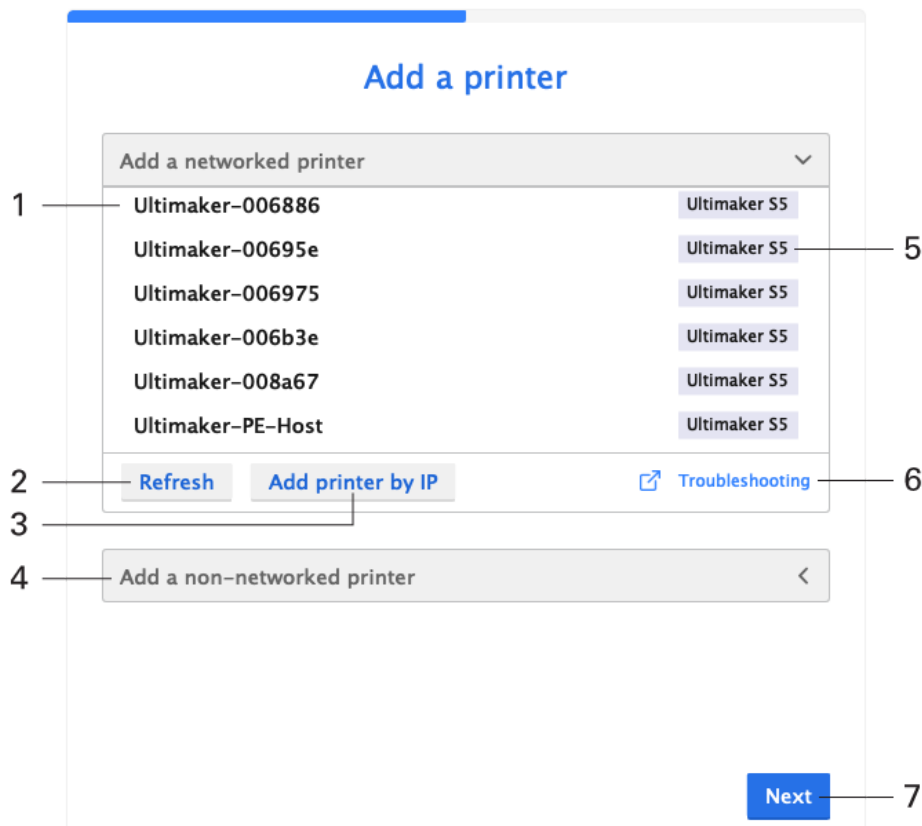 Add a printer
Add a networked printer
1 Ultimaker-006886 Ultimaker S5
Ultimaker-00695e Ultimaker S5 5
Ultimaker-006975 Ultimaker S5
Ultimaker-006b3e Ultimaker S5
Ultimaker-008a67 Ultimaker S5
Ultimaker-PE-Host Ultimaker S5
2 Refresh Add printer by IP Troubleshooting 6
3
4 Add a non-networked printer
Next 7